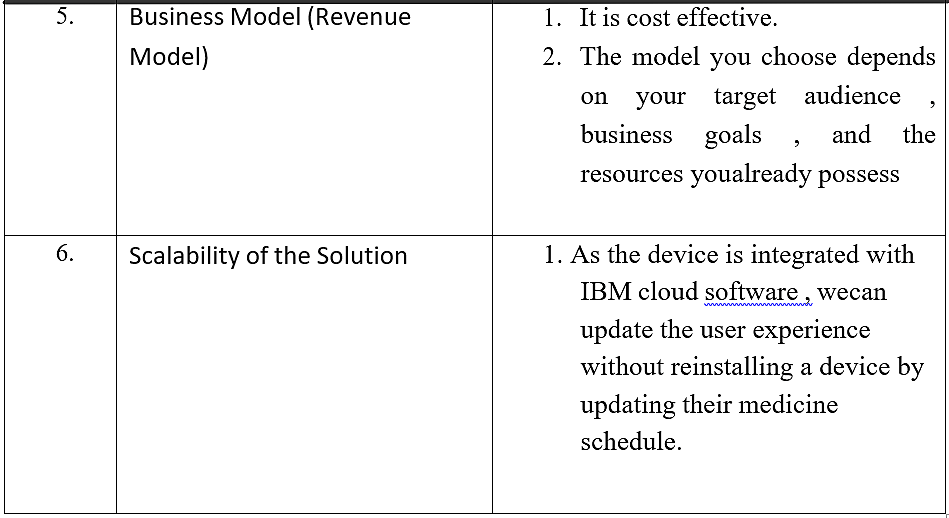 5.
Business Model (Revenue
Model)
1. It is cost effective.
2. The model you choose depends
on your target audience ,
business goals , and the
resources youalready possess
6.
Scalability of the Solution
1. As the device is integrated with
IBM cloud software , wecan
update the user experience
without reinstalling a device by
updating their medicine
schedule.